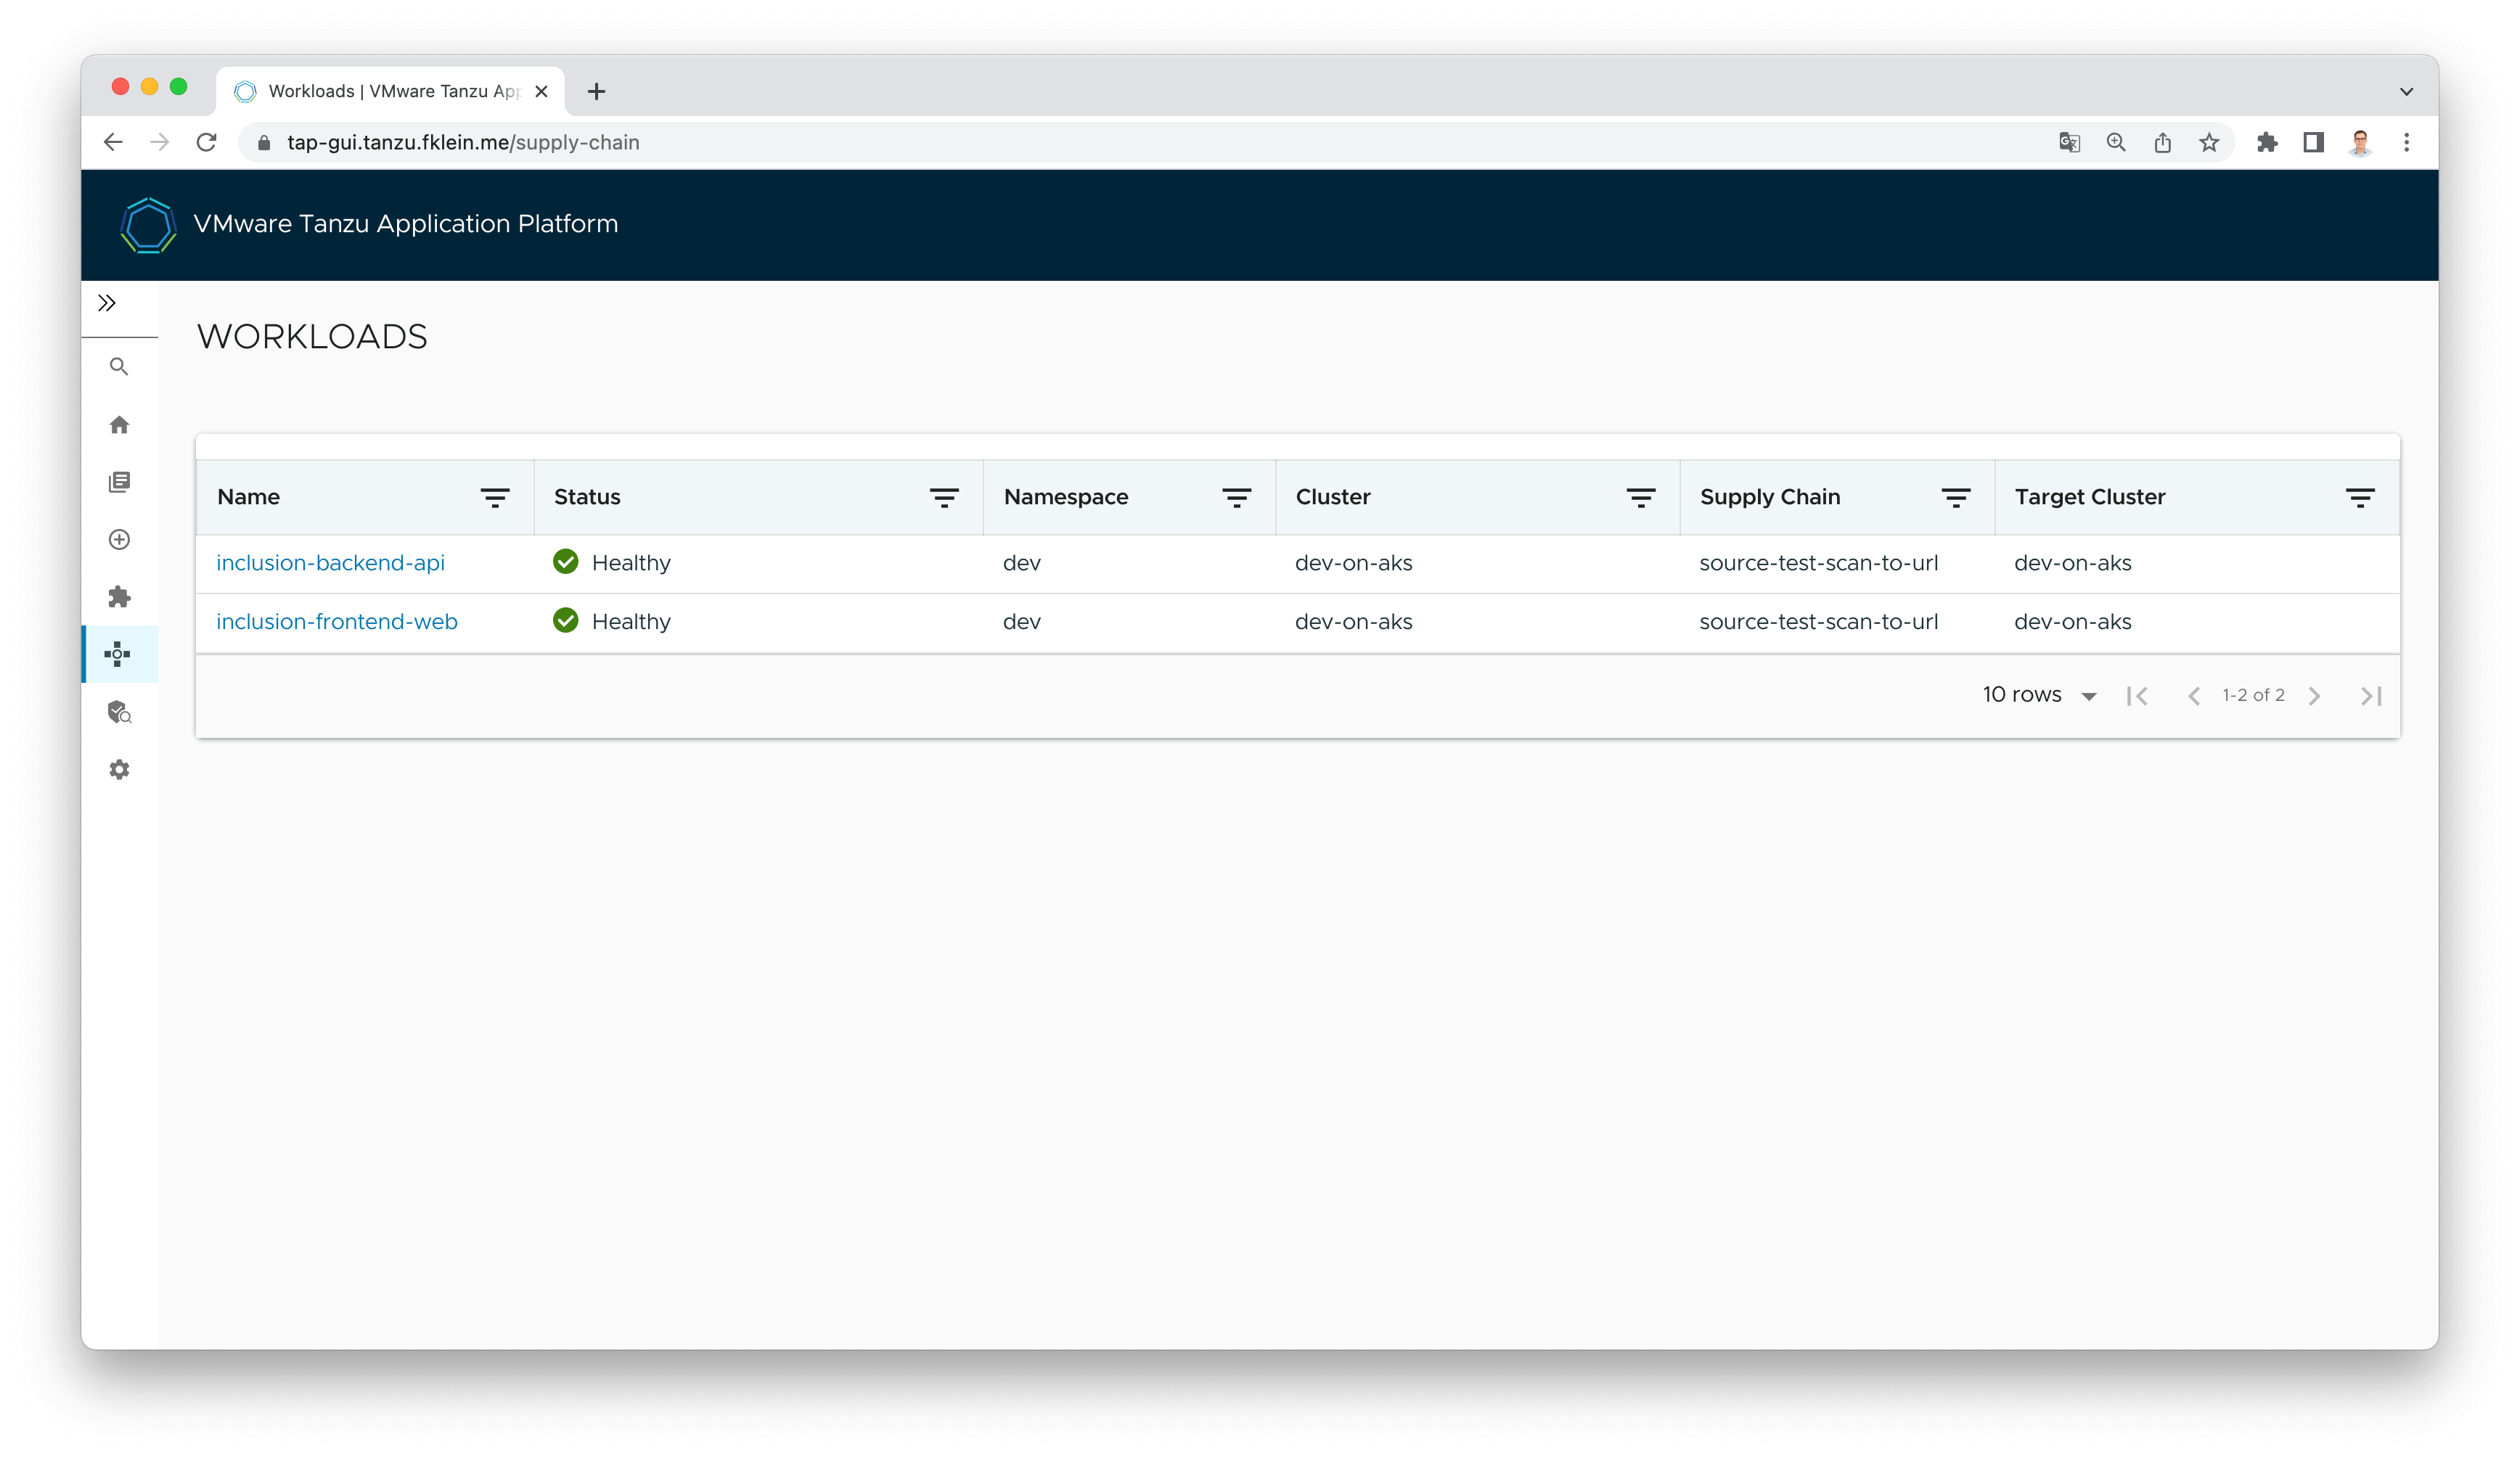 Workloads | VMware Tanzu App
tap-gui.tanzu.fklein.me/supply-chain
VMware Tanzu Application Platform
WORKLOADS
Name Status Namespace Cluster Supply Chain Target Cluster
inclusion-backend-api Healthy dev dev-on-aks source-test-scan-to-url dev-on-aks
inclusion-frontend-web Healthy dev dev-on-aks source-test-scan-to-url dev-on-aks
10 rows 1-2 of 2